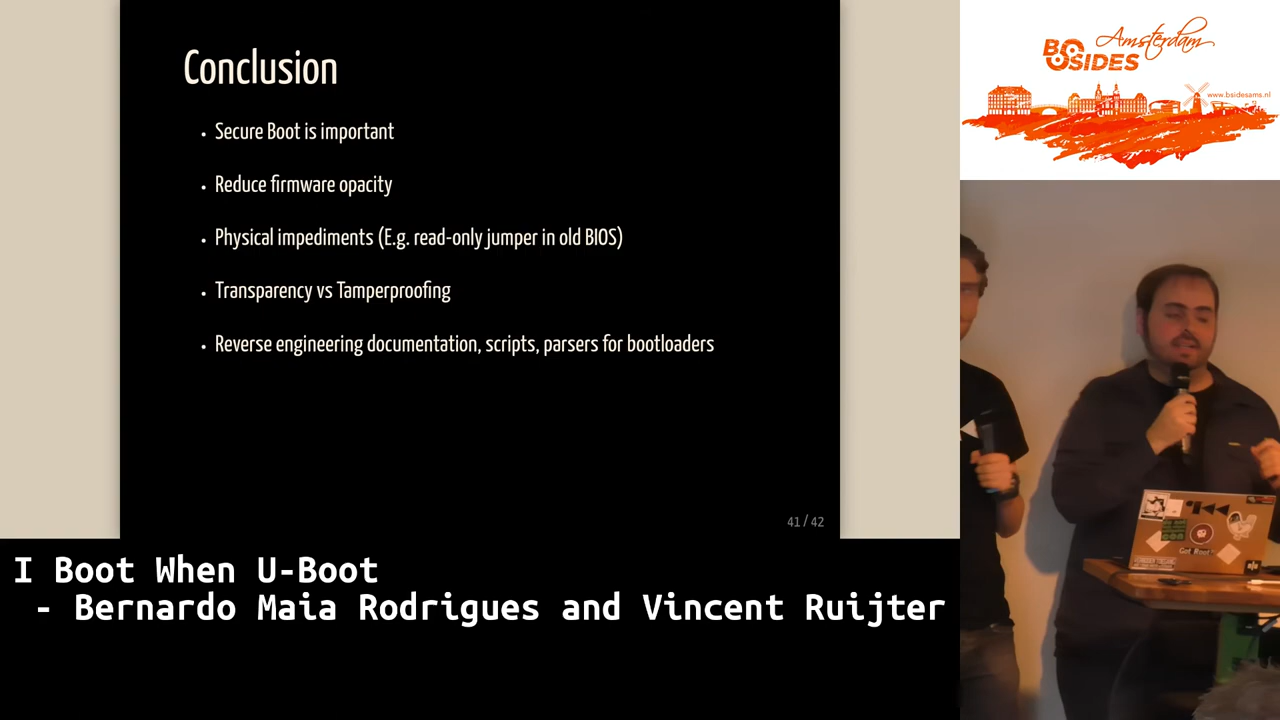 Conclusion
• Secure Boot is important
• Reduce firmware opacity
• Physical impediments (E.g. read-only jumper in old BIOS)
• Transparency vs Tamperproofing
• Reverse engineering documentation, scripts, parsers for bootloaders
41 / 42
I Boot When U-Boot
- Bernardo Maia Rodrigues and Vincent Ruijter
Amsterdam
BSIDES
www.bsidesams.nl
Got Root?